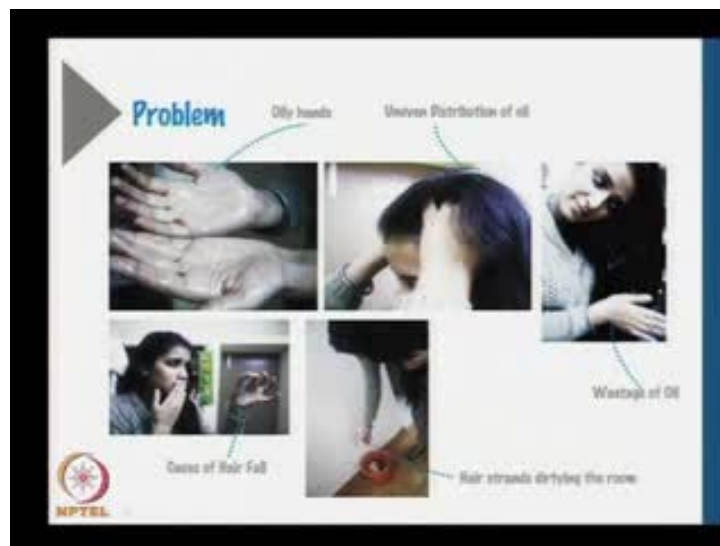 Problem
Oily hands
Uneven Distribution of oil
Wastage of Oil
Cause of Hair Fall
Hair strands dirtying the room
NPTEL